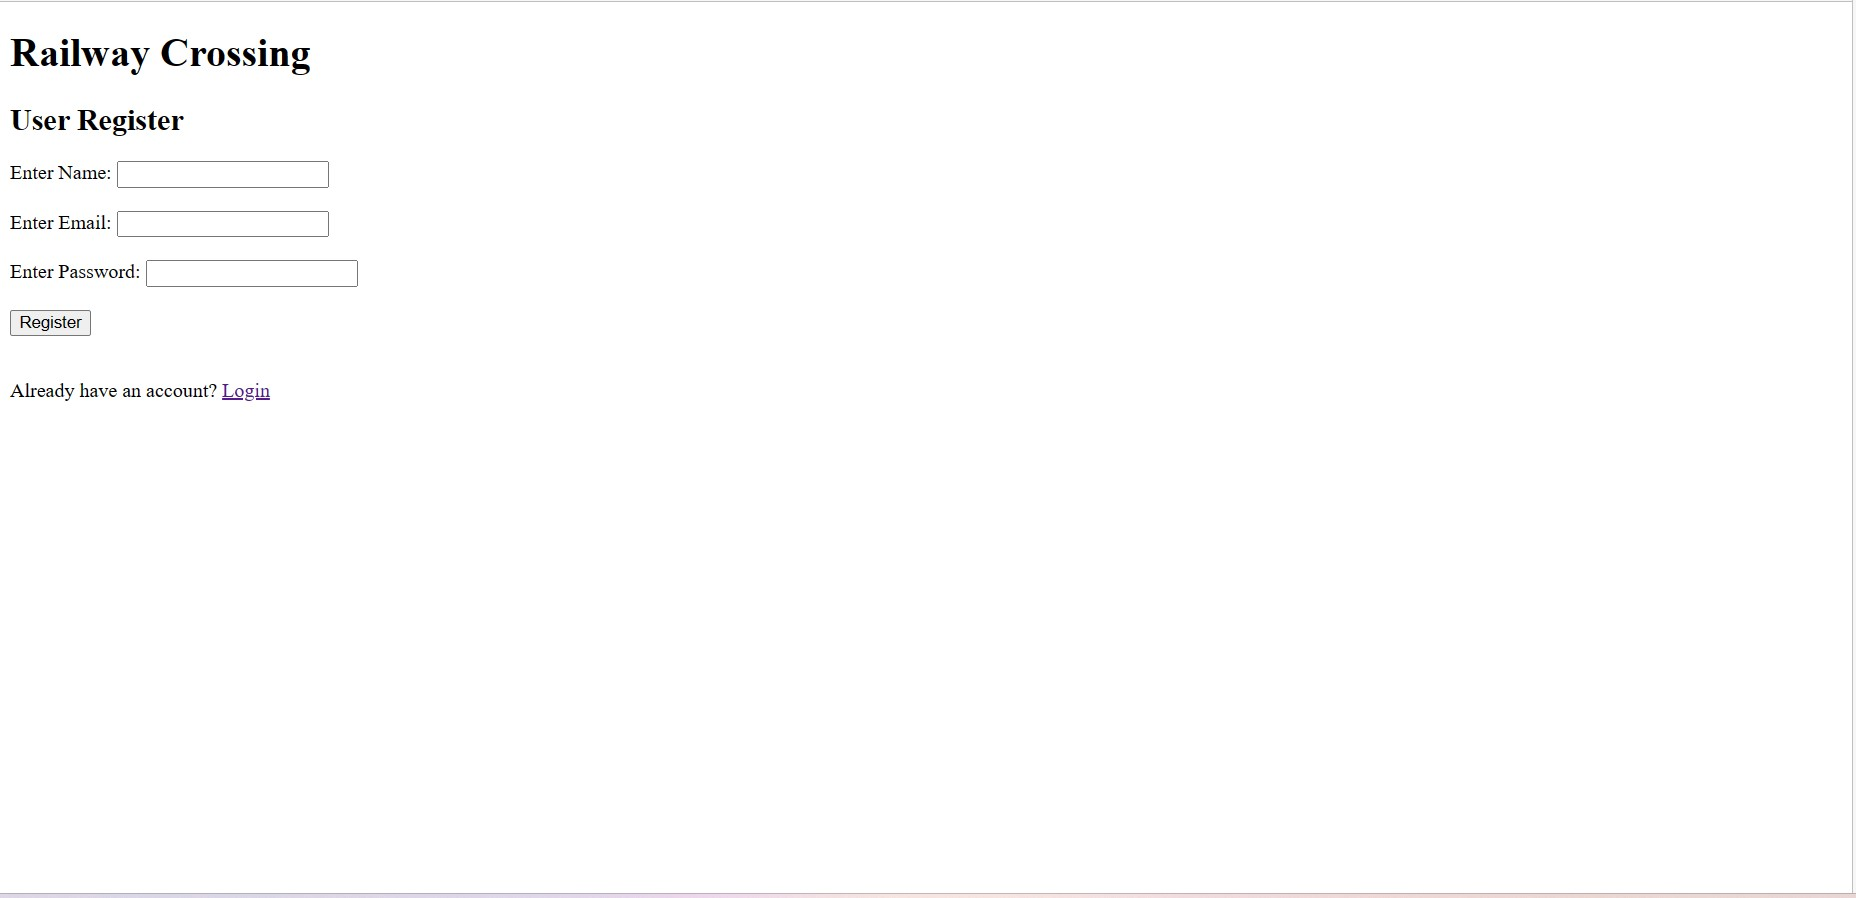 Railway Crossing
User Register
Enter Name:
Enter Email:
Enter Password:
Register
Already have an account? Login